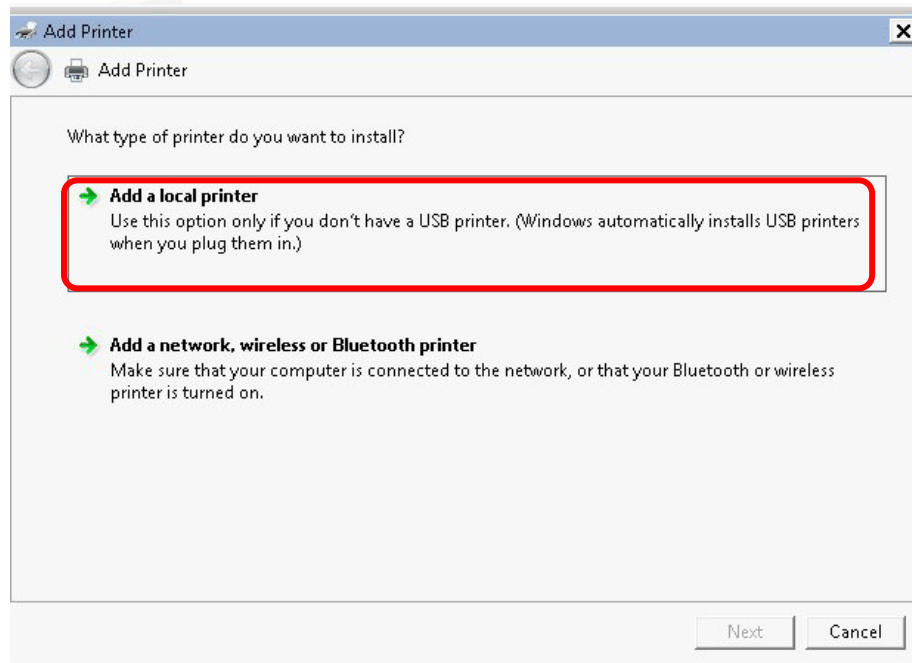 Add Printer
Add Printer
What type of printer do you want to install?
Add a local printer
Use this option only if you don't have a USB printer. (Windows automatically installs USB printers
when you plug them in.)
Add a network, wireless or Bluetooth printer
Make sure that your computer is connected to the network, or that your Bluetooth or wireless
printer is turned on.
Next Cancel